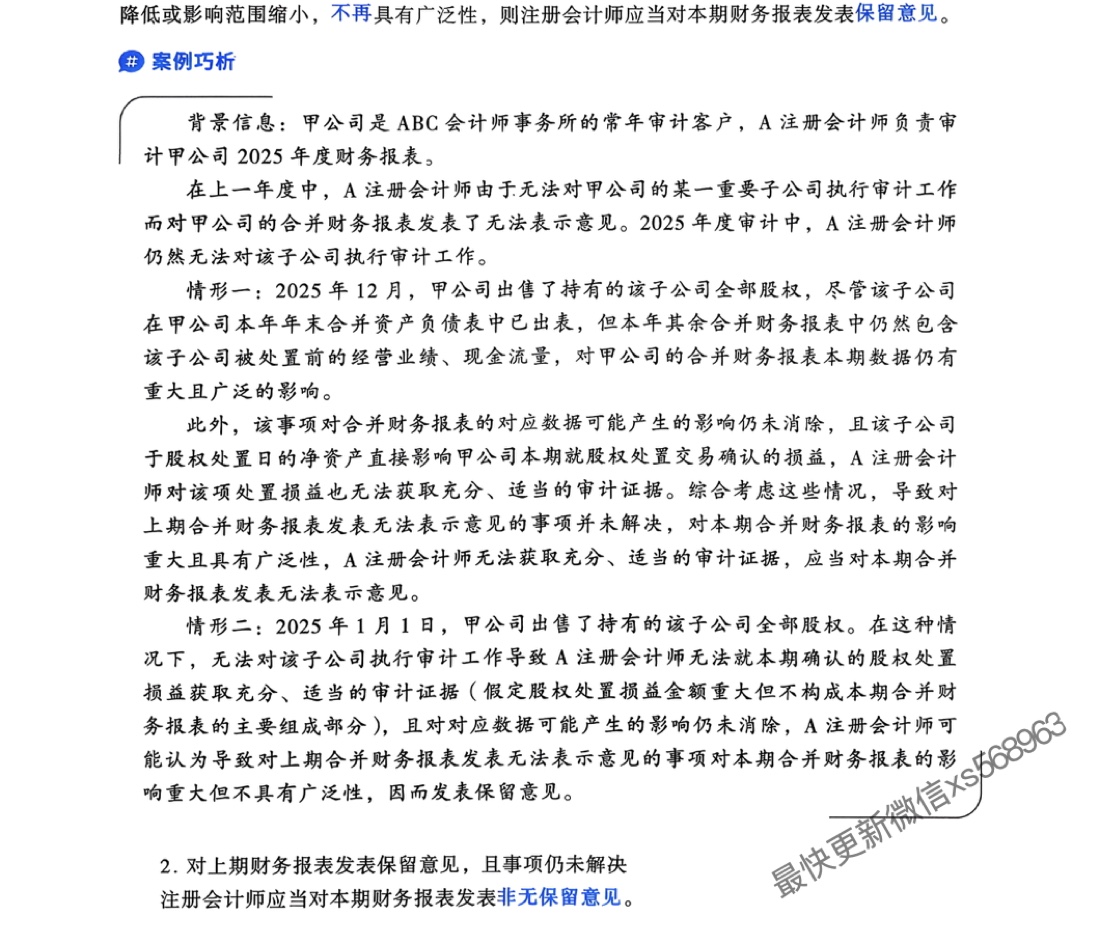 降低或影响范围缩小，不再具有广泛性，则注册会计师应当对本期财务报表发表保留意见。
# 案例巧析
背景信息：甲公司是 ABC 会计师事务所的常年审计客户，A 注册会计师负责审
计甲公司 2025 年度财务报表。
在上一年度中，A 注册会计师由于无法对甲公司的某一重要子公司执行审计工作
而对甲公司的合并财务报表发表了无法表示意见。2025 年度审计中，A 注册会计师
仍然无法对该子公司执行审计工作。
情形一：2025 年 12 月，甲公司出售了持有的该子公司全部股权，尽管该子公司
在甲公司本年年末合并资产负债表中已出表，但本年其余合并财务报表中仍然包含
该子公司被处置前的经营业绩、现金流量，对甲公司的合并财务报表本期数据仍有
重大且广泛的影响。
此外，该事项对合并财务报表的对应数据可能产生的影响仍未消除，且该子公司
于股权处置日的净资产直接影响甲公司本期就股权处置交易确认的损益，A 注册会计
师对该项处置损益也无法获取充分、适当的审计证据。综合考虑这些情况，导致对
上期合并财务报表发表无法表示意见的事项并未解决，对本期合并财务报表的影响
重大且具有广泛性，A 注册会计师无法获取充分、适当的审计证据，应当对本期合并
财务报表发表无法表示意见。
情形二：2025 年 1 月 1 日，甲公司出售了持有的该子公司全部股权。在这种情
况下，无法对该子公司执行审计工作导致 A 注册会计师无法就本期确认的股权处置
损益获取充分、适当的审计证据（假定股权处置损益金额重大但不构成本期合并财
务报表的主要组成部分），且对对应数据可能产生的影响仍未消除，A 注册会计师可
能认为导致对上期合并财务报表发表无法表示意见的事项对本期合并财务报表的影
响重大但不具有广泛性，因而发表保留意见。
最快更新微信xs568963
2. 对上期财务报表发表保留意见，且事项仍未解决
注册会计师应当对本期财务报表发表非无保留意见。